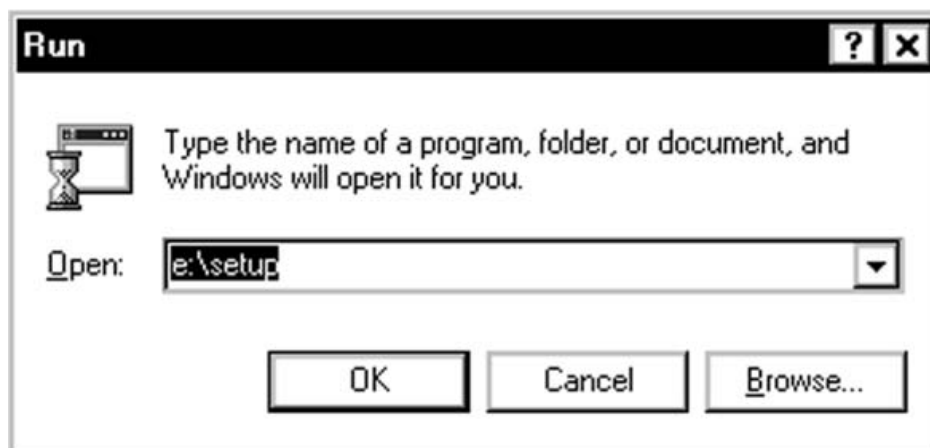 Run
Type the name of a program, folder, or document, and
Windows will open it for you.
Open: e:\setup
OK Cancel Browse...